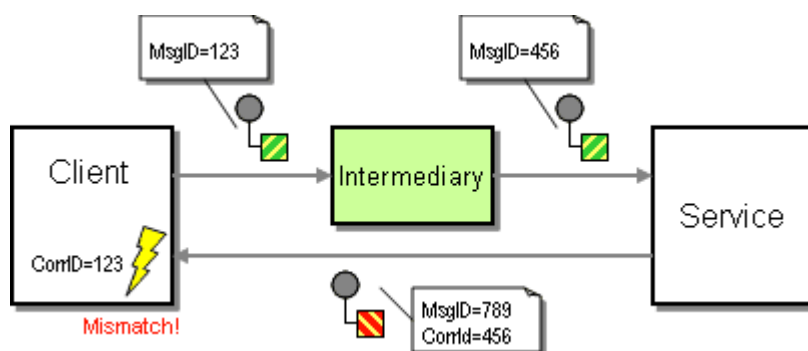 MsgID=123
MsgID=456
Client
Intermediary
Service
CorrID=123
Mismatch!
MsgID=789
CorrId=456